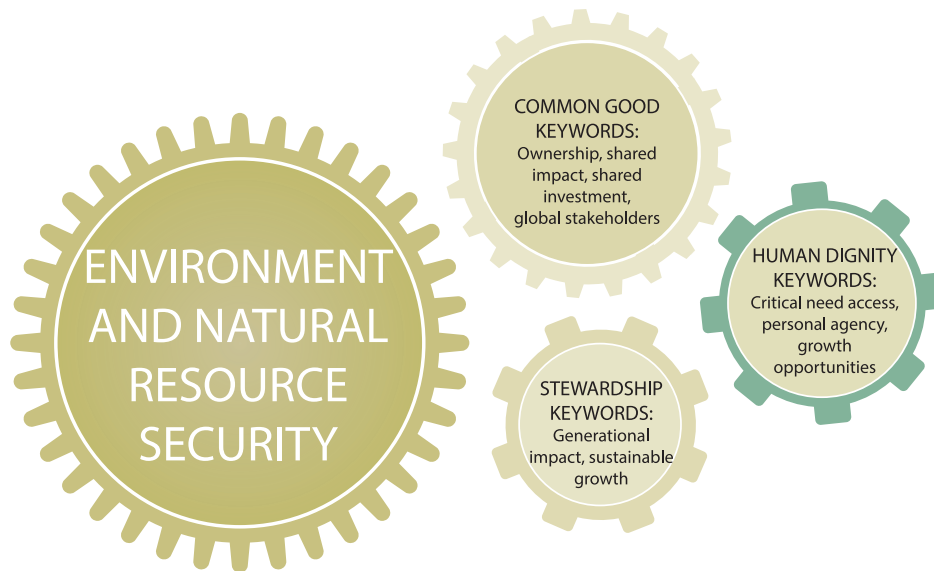 ENVIRONMENT
AND NATURAL
RESOURCE
SECURITY
COMMON GOOD
KEYWORDS:
Ownership, shared
impact, shared
investment,
global stakeholders
HUMAN DIGNITY
KEYWORDS:
Critical need access,
personal agency,
growth
opportunities
STEWARDSHIP
KEYWORDS:
Generational
impact, sustainable
growth